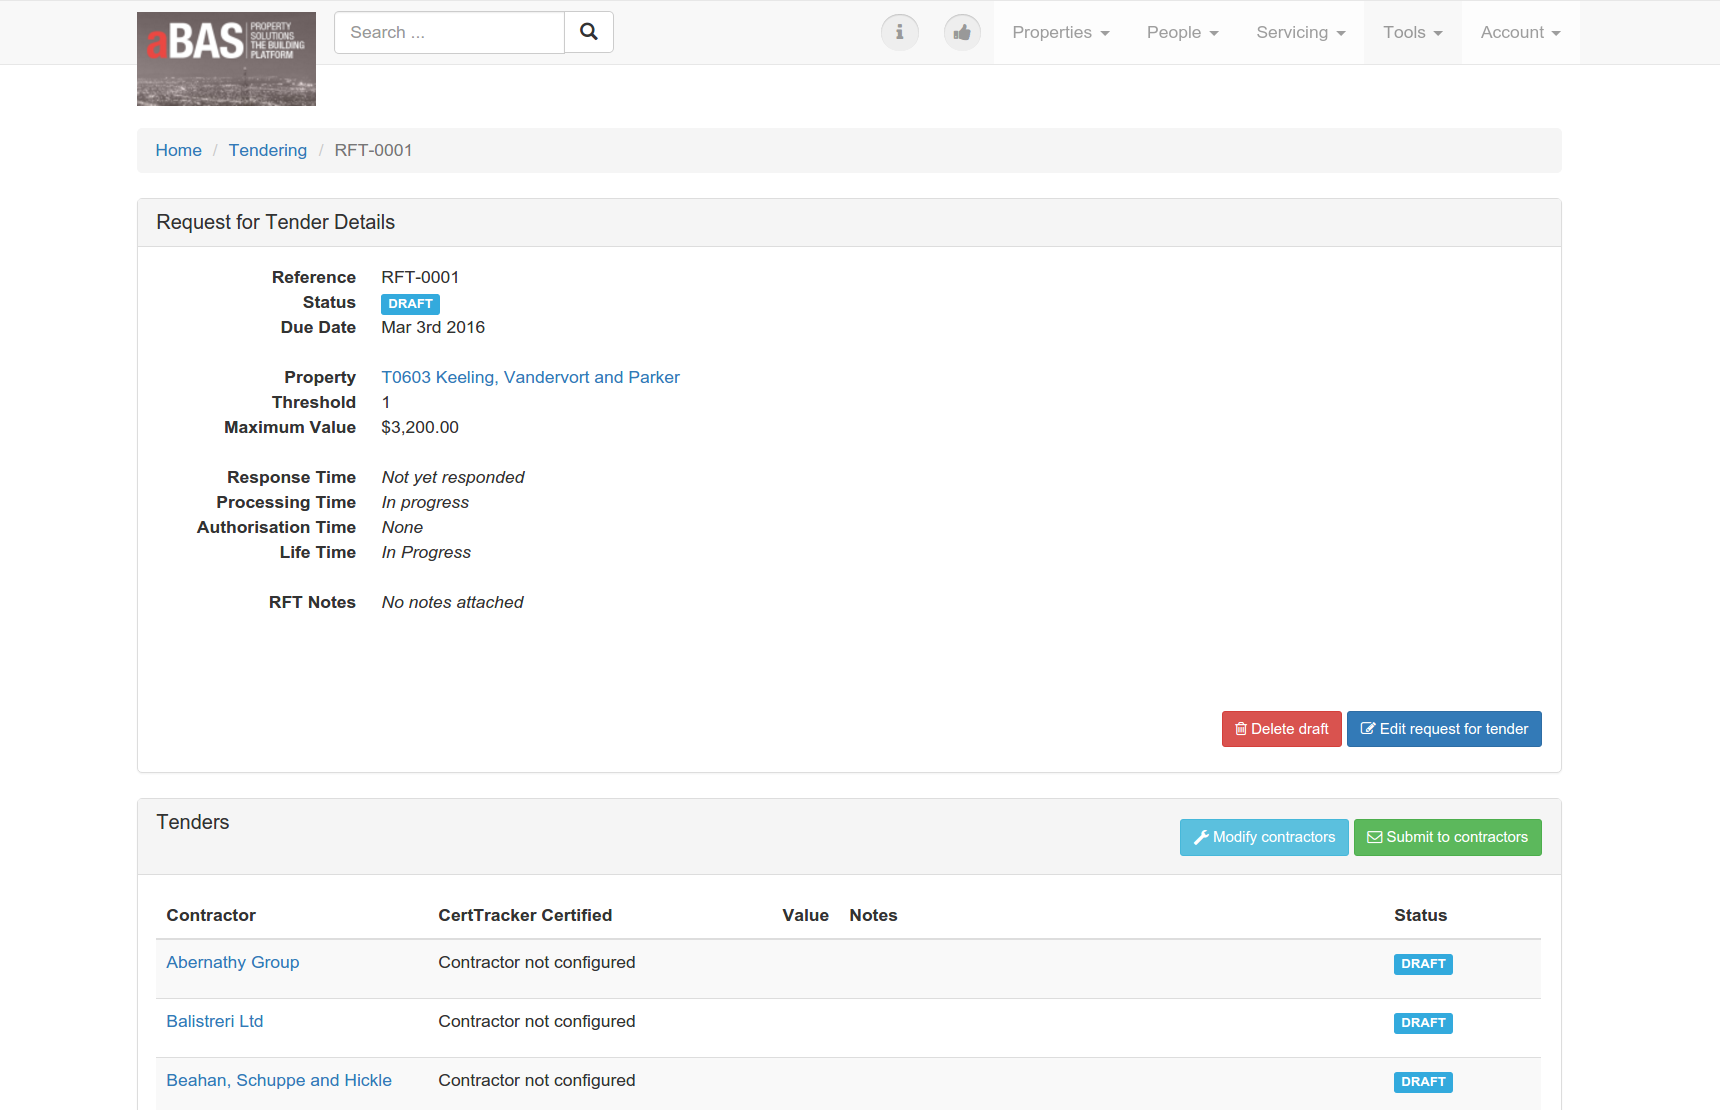 aBAS PROPERTY SOLUTIONS THE BUILDING PLATFORM
Search ...
Properties
People
Servicing
Tools
Account
Home / Tendering / RFT-0001
Request for Tender Details
Reference RFT-0001
Status DRAFT
Due Date Mar 3rd 2016
Property T0603 Keeling, Vandervort and Parker
Threshold 1
Maximum Value $3,200.00
Response Time Not yet responded
Processing Time In progress
Authorisation Time None
Life Time In Progress
RFT Notes No notes attached
Delete draft Edit request for tender
Tenders
Modify contractors Submit to contractors
Contractor CertTracker Certified Value Notes Status
Abernathy Group Contractor not configured DRAFT
Balistreri Ltd Contractor not configured DRAFT
Beahan, Schuppe and Hickle Contractor not configured DRAFT